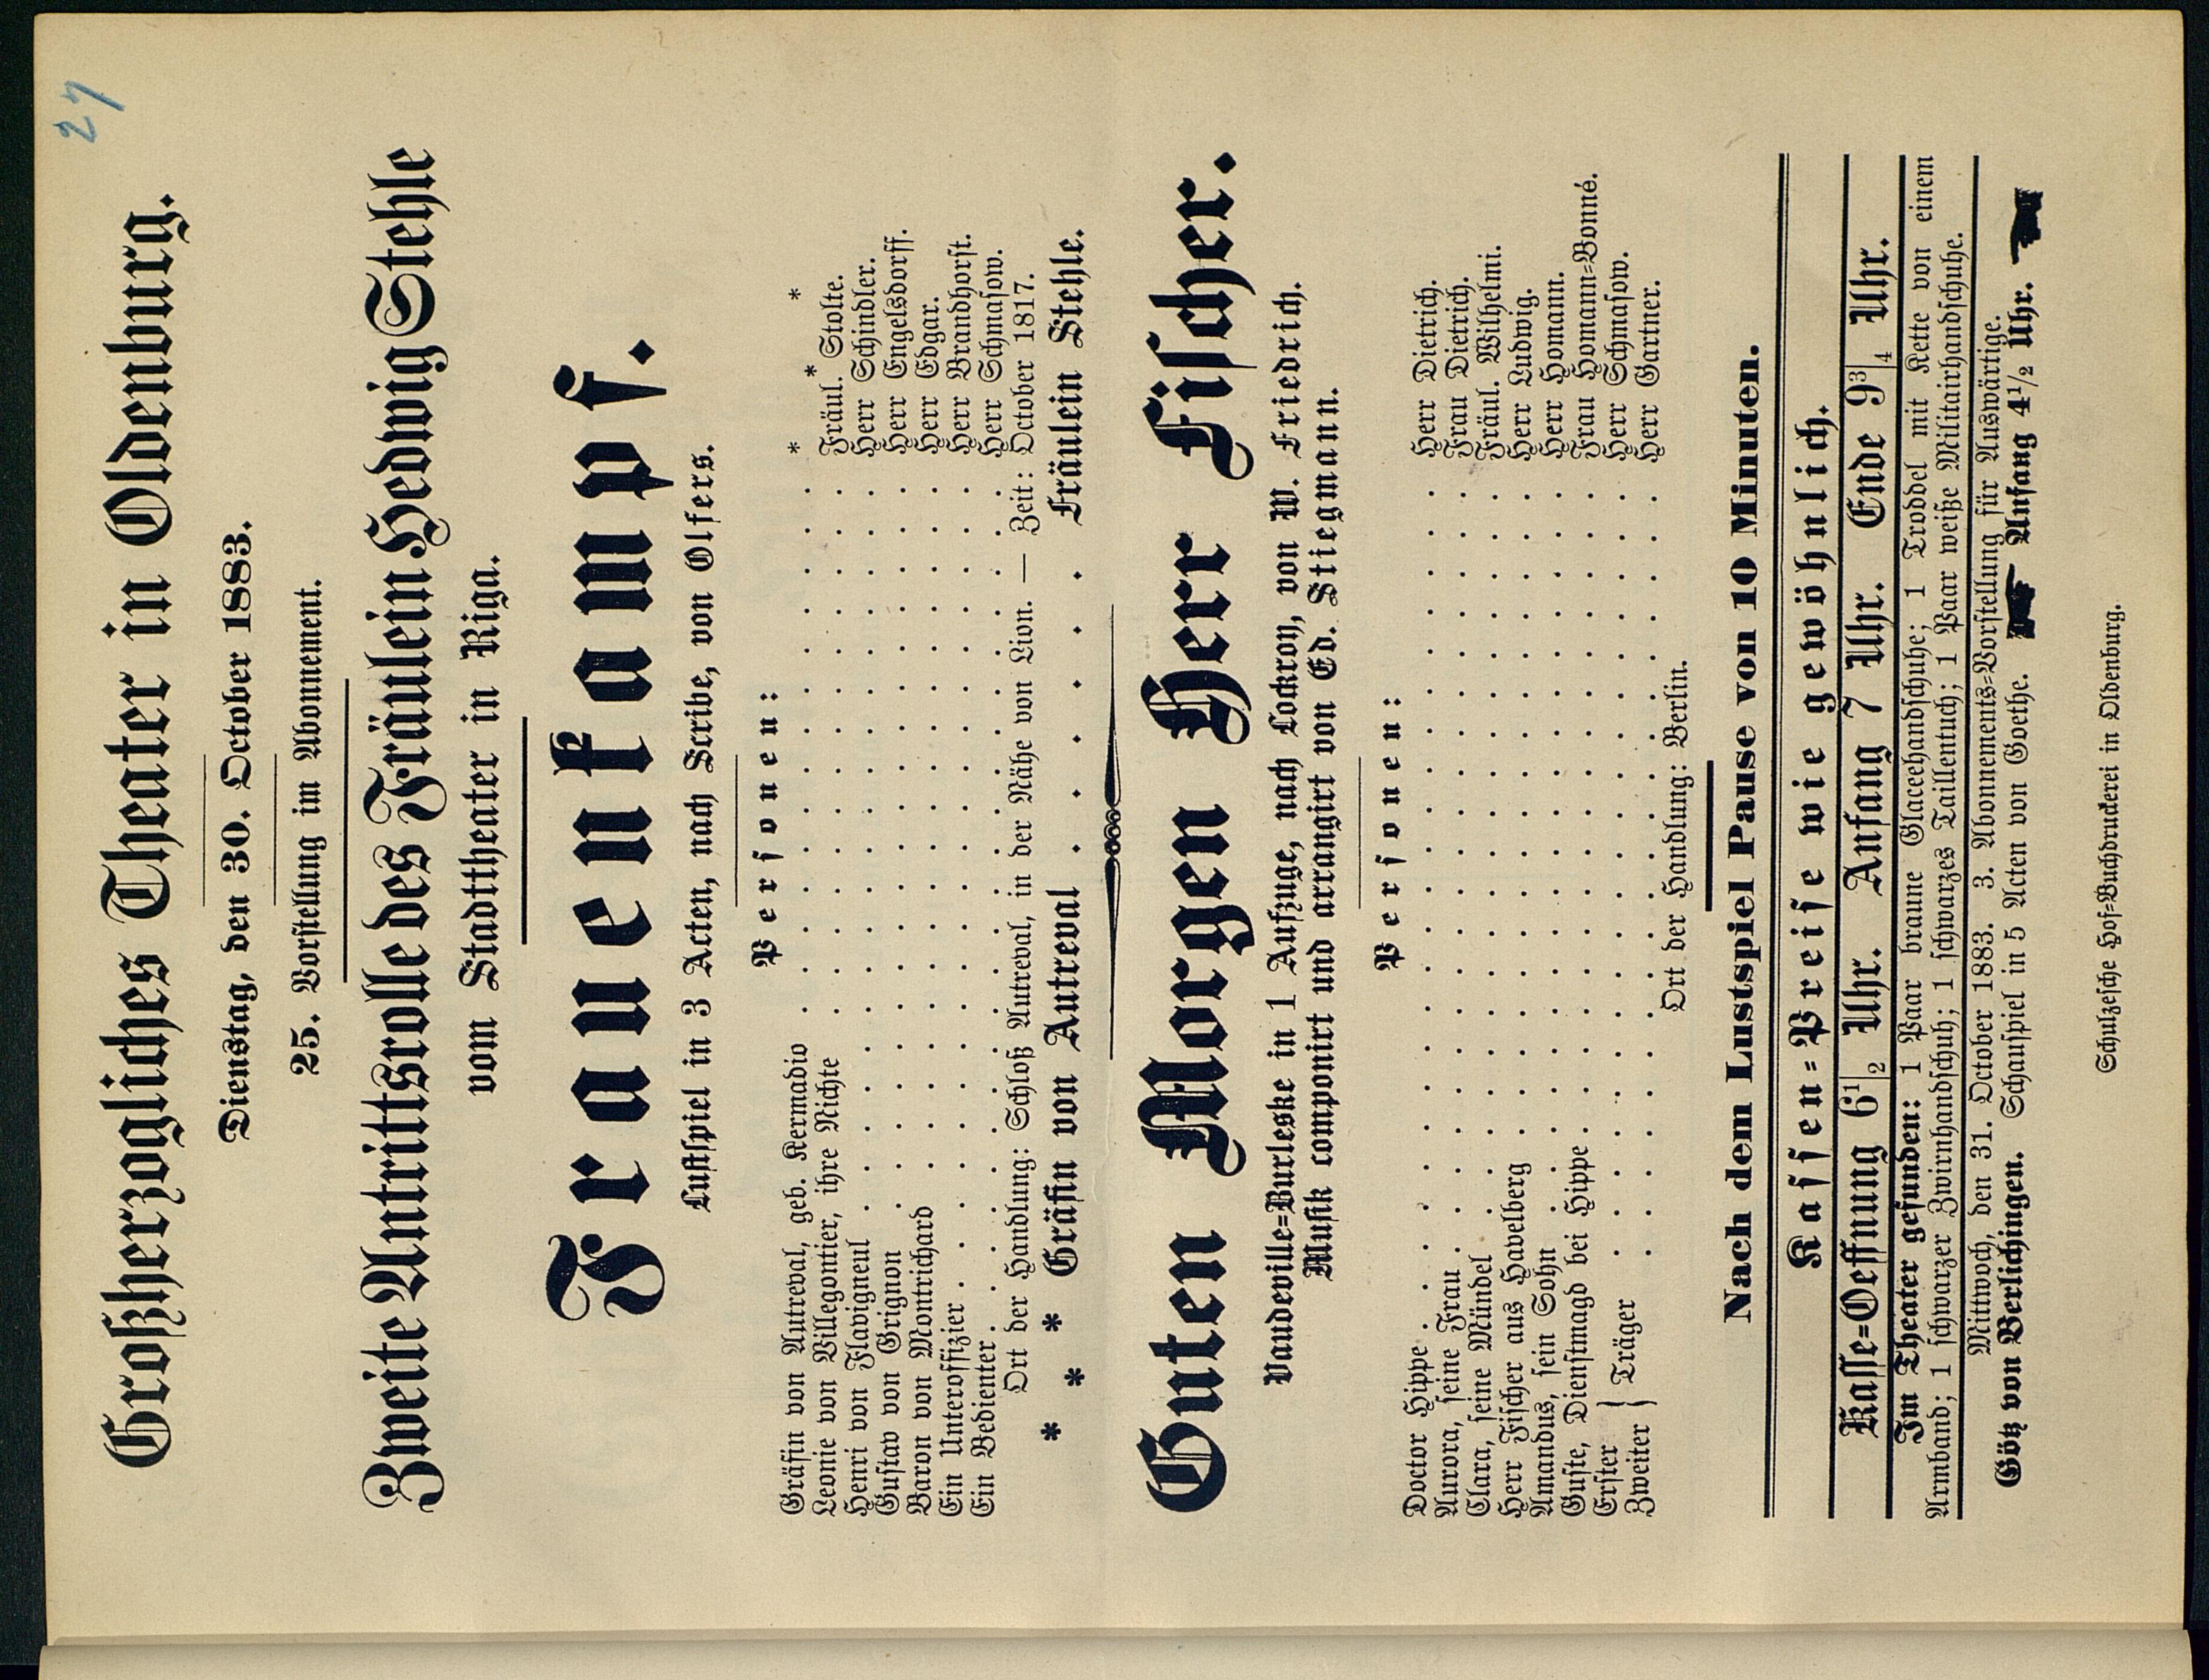 27
Großherzogliches Theater in Oldenburg.
Dienstag, den 30. October 1883.
25. Vorstellung im Abonnement.
Zweite Antrittsrolle des Fräulein Hedwig Stehle
vom Stadttheater in Riga.
Frauenkampf.
Lustspiel in 3 Acten, nach Scribe, von Olfers.
Personen:
Gräfin von Autreval, geb. Kermadio . . . . . . . . * * *
Leonie von Villegontier, ihre Nichte . . . . . . . . Fräul. Stolte.
Henri von Flavigneul . . . . . . . . . . Herr Schindler.
Gustav von Grignon . . . . . . . . . . Herr Engelsdorff.
Baron von Montrichard . . . . . . . . . . Herr Edgar.
Ein Unteroffizier . . . . . . . . . . . Herr Brandhorst.
Ein Bedienter . . . . . . . . . . . Herr Schmasow.
Ort der Handlung: Schloß Autreval, in der Nähe von Lion. — Zeit: October 1817.
* * * Gräfin von Autreval . . . . . . Fräulein Stehle.
Guten Morgen Herr Fischer.
Vaudeville=Burleske in 1 Aufzuge, nach Lockroy, von W. Friedrich.
Musik componirt und arrangirt von Ed. Stiegmann.
Personen:
Doctor Hippe . . . . . . . . . . . Herr Dietrich.
Aurora, seine Frau . . . . . . . . . . Frau Dietrich.
Clara, seine Mündel . . . . . . . . . . Fräul. Wilhelmi.
Herr Fischer aus Havelberg . . . . . . . . . Herr Ludwig.
Amandus, sein Sohn . . . . . . . . . . Herr Homann.
Guste, Dienstmagd bei Hippe . . . . . . . . . Frau Homann=Bonné.
Erster } Träger . . . . . . . . . . Herr Schmasow.
Zweiter } . . . . . . . . . . Herr Gartner.
Ort der Handlung: Berlin.
Nach dem Lustspiel Pause von 10 Minuten.
Kassen=Preise wie gewöhnlich.
Kasse=Oeffnung 6 1/2 Uhr. Anfang 7 Uhr. Ende 9 3/4 Uhr.
Im Theater gefunden: 1 Paar braune Glaceehandschuhe; 1 Troddel mit Kette von einem
Armband; 1 schwarzer Zwirnhandschuh; 1 schwarzes Taillentuch; 1 Paar weiße Militairhandschuhe.
Mittwoch, den 31. October 1883. 3. Abonnements=Vorstellung für Auswärtige.
Götz von Berlichingen. Schauspiel in 5 Acten von Goethe. Anfang 4 1/2 Uhr.
Schulzesche Hof=Buchdruckerei in Oldenburg.